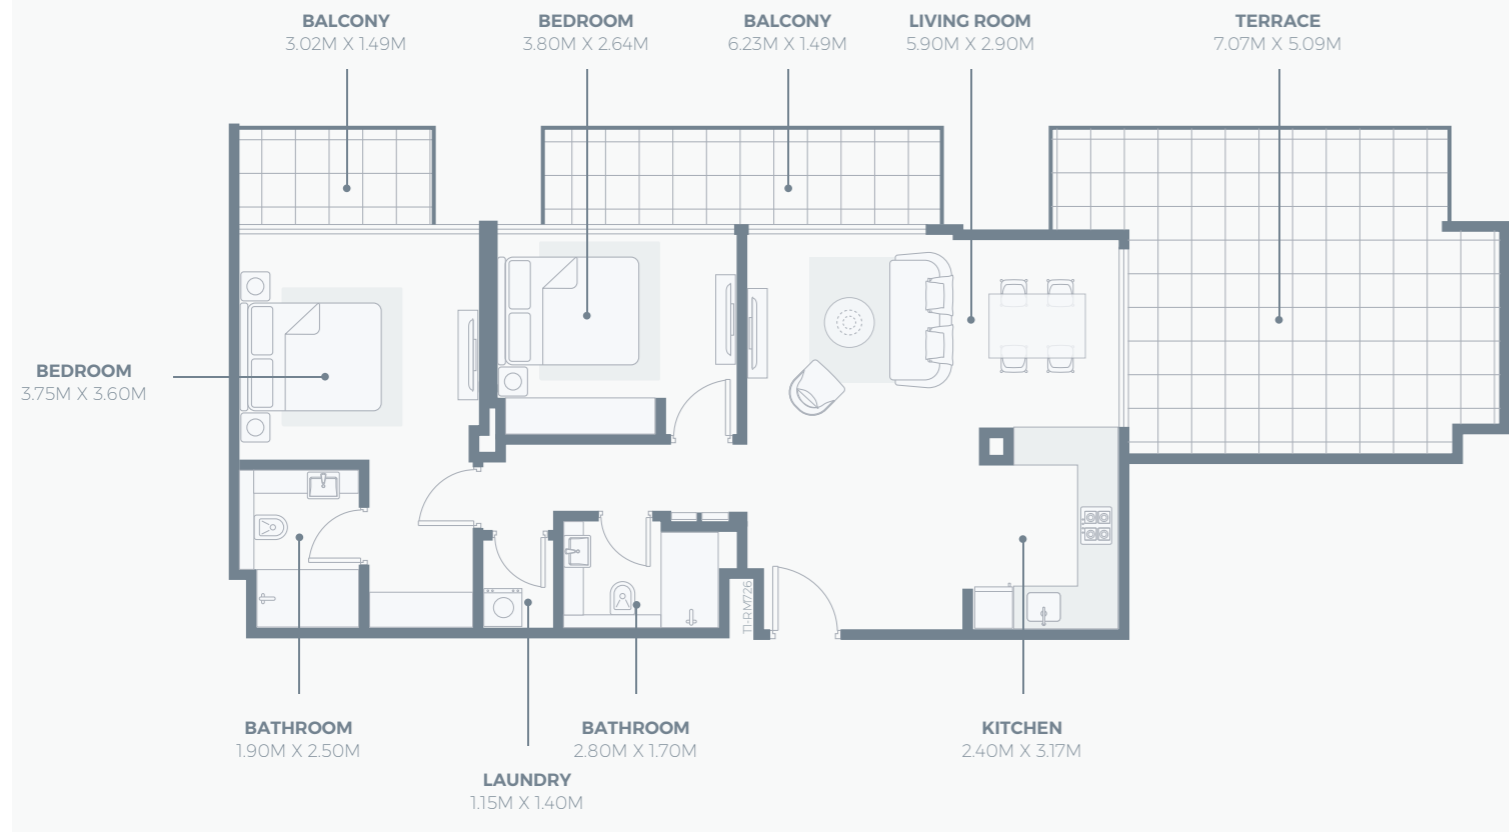 BALCONY
3.02M X 1.49M
BEDROOM
3.80M X 2.64M
BALCONY
6.23M X 1.49M
LIVING ROOM
5.90M X 2.90M
TERRACE
7.07M X 5.09M
BEDROOM
3.75M X 3.60M
T1-RM726
BATHROOM
1.90M X 2.50M
BATHROOM
2.80M X 1.70M
KITCHEN
2.40M X 3.17M
LAUNDRY
1.15M X 1.40M